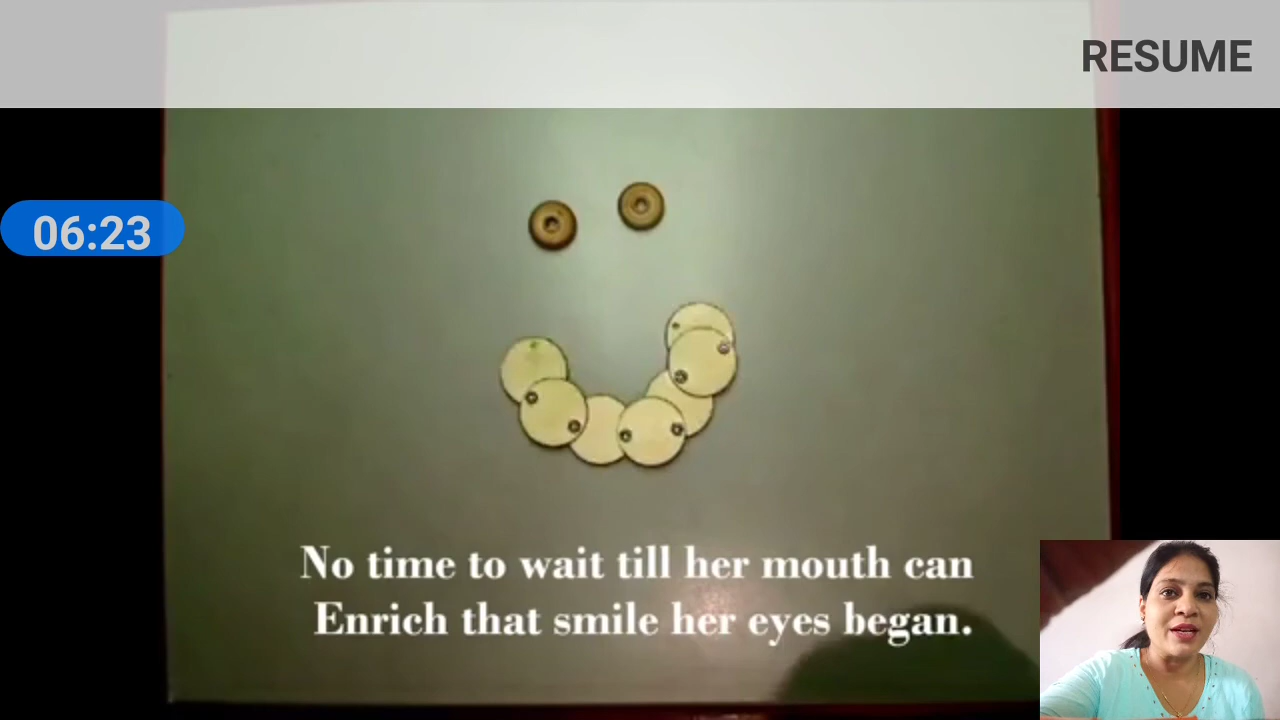 RESUME
06:23
No time to wait till her mouth can
Enrich that smile her eyes began.